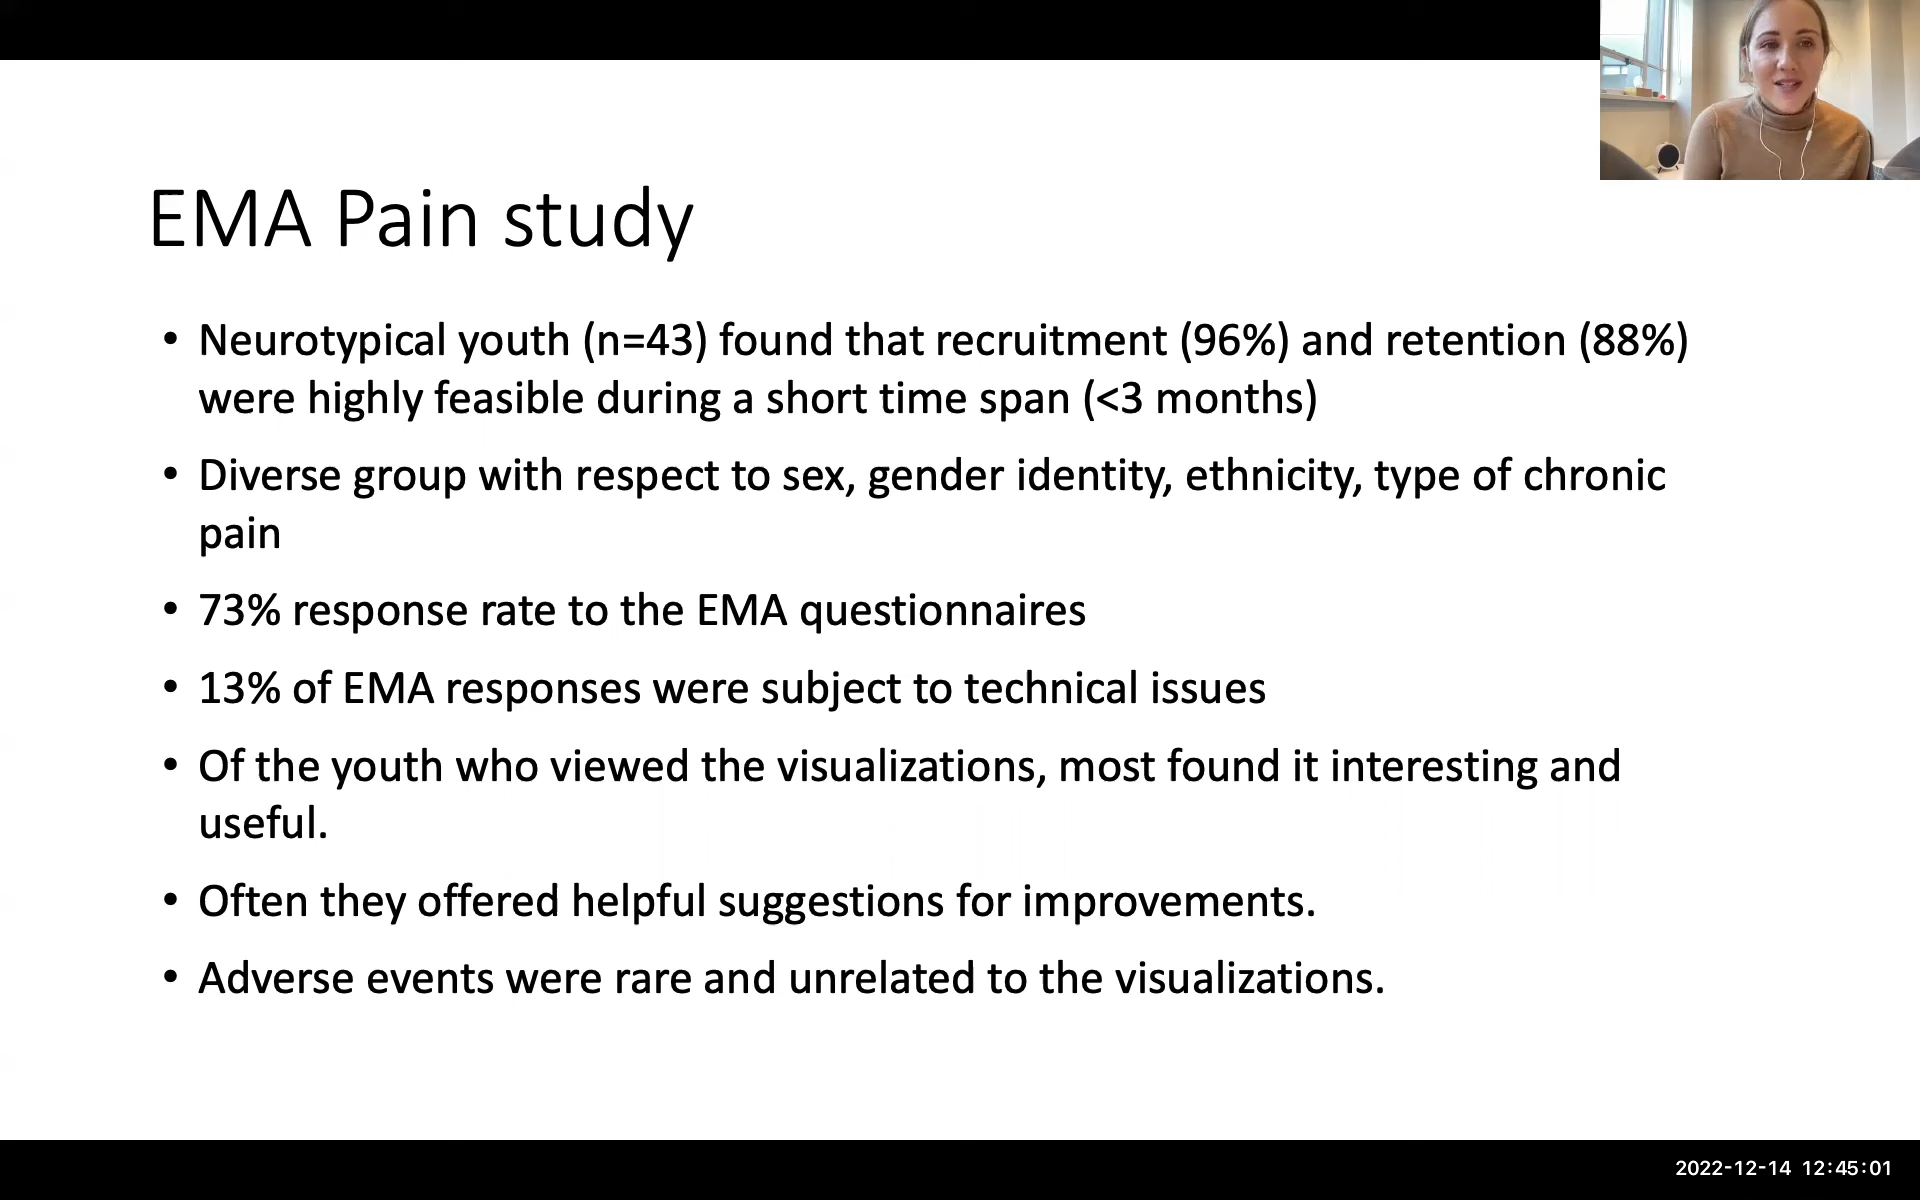 EMA Pain study
• Neurotypical youth (n=43) found that recruitment (96%) and retention (88%)
were highly feasible during a short time span (<3 months)
• Diverse group with respect to sex, gender identity, ethnicity, type of chronic
pain
• 73% response rate to the EMA questionnaires
• 13% of EMA responses were subject to technical issues
• Of the youth who viewed the visualizations, most found it interesting and
useful.
• Often they offered helpful suggestions for improvements.
• Adverse events were rare and unrelated to the visualizations.
2022-12-14 12:45:01